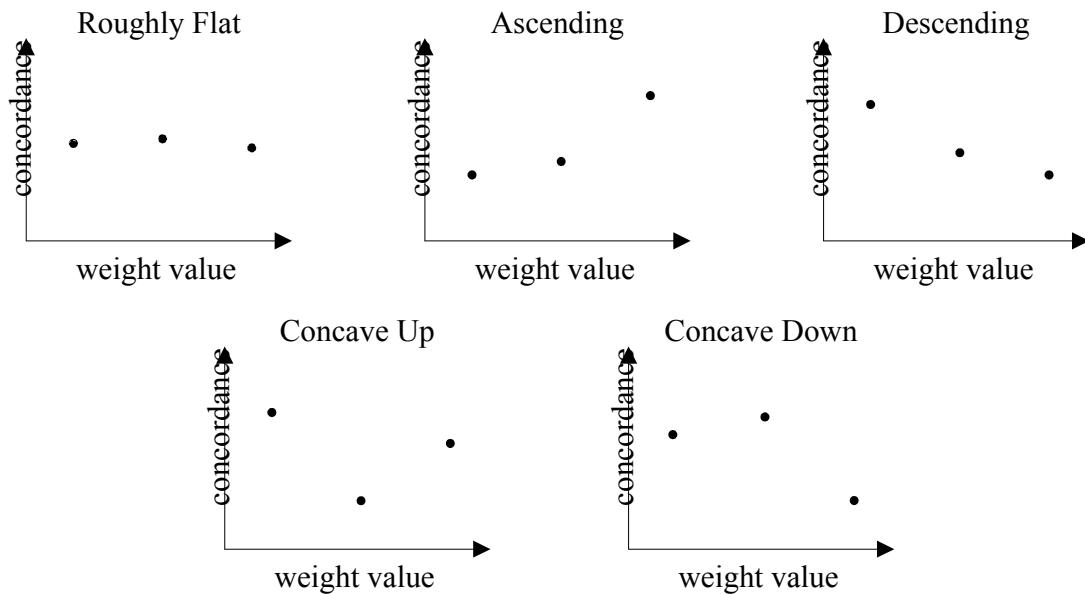 Roughly Flat
concordance
weight value
Ascending
concordance
weight value
Descending
concordance
weight value
Concave Up
concordance
weight value
Concave Down
concordance
weight value